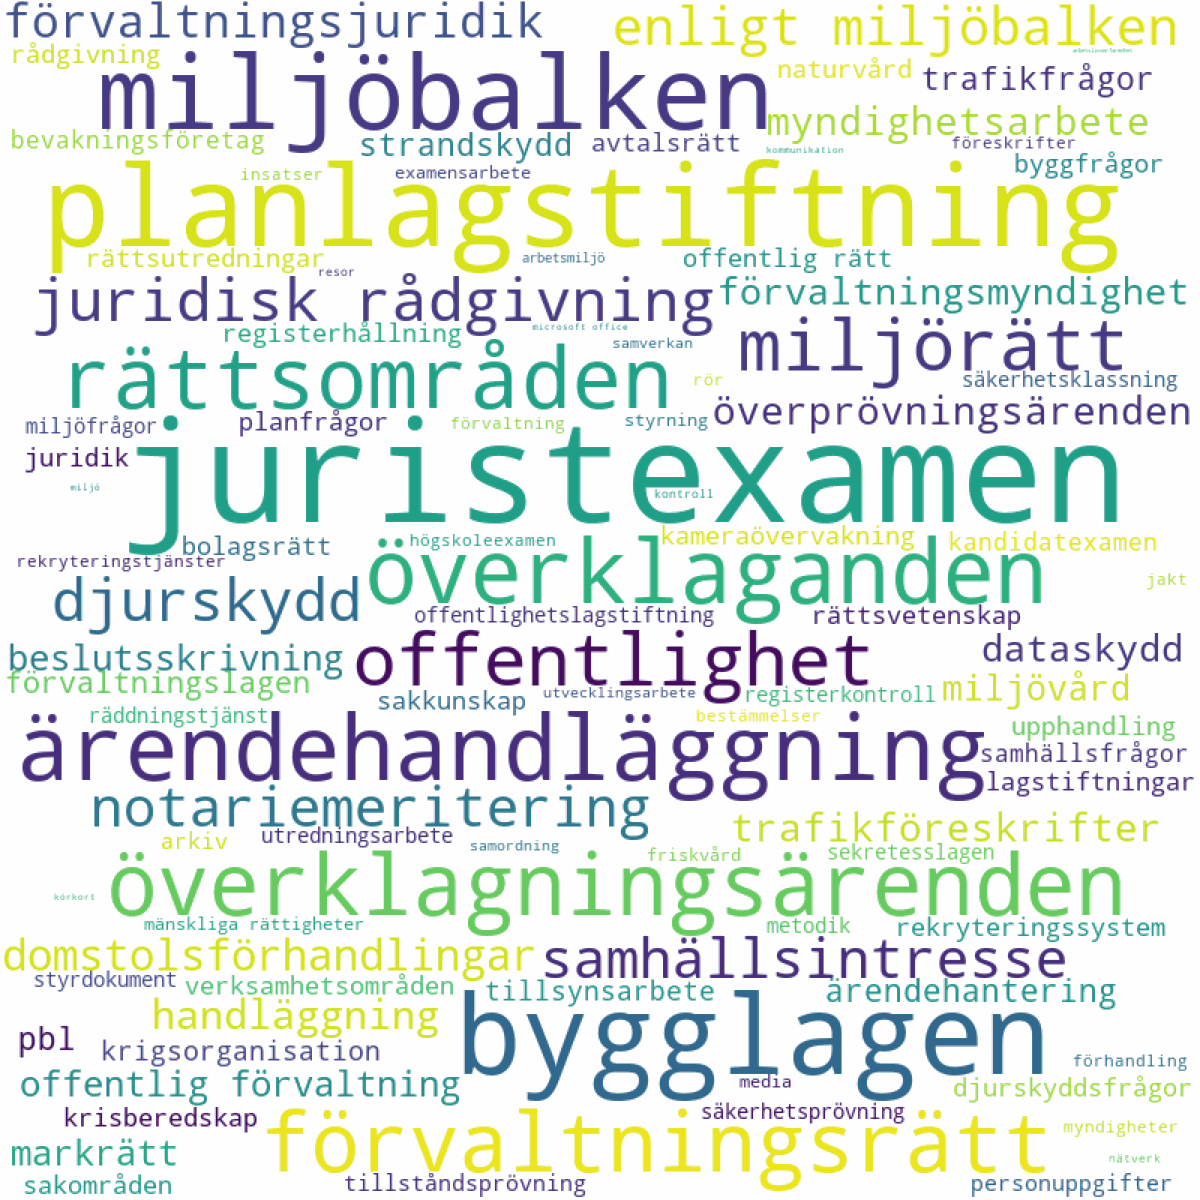 förvaltningsjuridik
enligt miljöbalken
rådgivning
miljöbalken
naturvård
trafikfrågor
myndighetsarbete
bevakningsföretag
strandskydd
avtalsrätt
föreskrifter
kommunikation
byggfrågor
insatser
examensarbete
planlagstiftning
rättsutredningar
arbetsmiljö
offentlig rätt
resor
juridisk rådgivning
förvaltningsmyndighet
registerhållning
microsoft office
samverkan
miljörätt
rättsområden
rör
säkerhetsklassning
miljöfrågor
planfrågor
förvaltning
styrning
överprövningsärenden
juridik
juristexamen
miljö
kontroll
bolagsrätt
högskoleexamen
kameraövervakning
kandidatexamen
rekryteringstjänster
överklaganden
jakt
djurskydd
offentlighetslagstiftning
rättsvetenskap
beslutsskrivning
offentlighet
dataskydd
förvaltningslagen
sakkunskap
utvecklingsarbete
registerkontroll
miljövård
räddningstjänst
bestämmelser
upphandling
ärendehandläggning
samhällsfrågor
lagstiftningar
notariemeritering
trafikföreskrifter
arkiv
utredningsarbete
samordning
friskvård
sekretesslagen
överklagningsärenden
körkort
mänskliga rättigheter
metodik
rekryteringssystem
domstolsförhandlingar
samhällsintresse
styrdokument
verksamhetsområden
tillsynsarbete
ärendehantering
handläggning
bygglagen
pbl
krigsorganisation
förhandling
offentlig förvaltning
media
djurskyddsfrågor
krisberedskap
säkerhetsprövning
förvaltningsrätt
myndigheter
markrätt
nätverk
sakområden
tillståndsprövning
personuppgifter